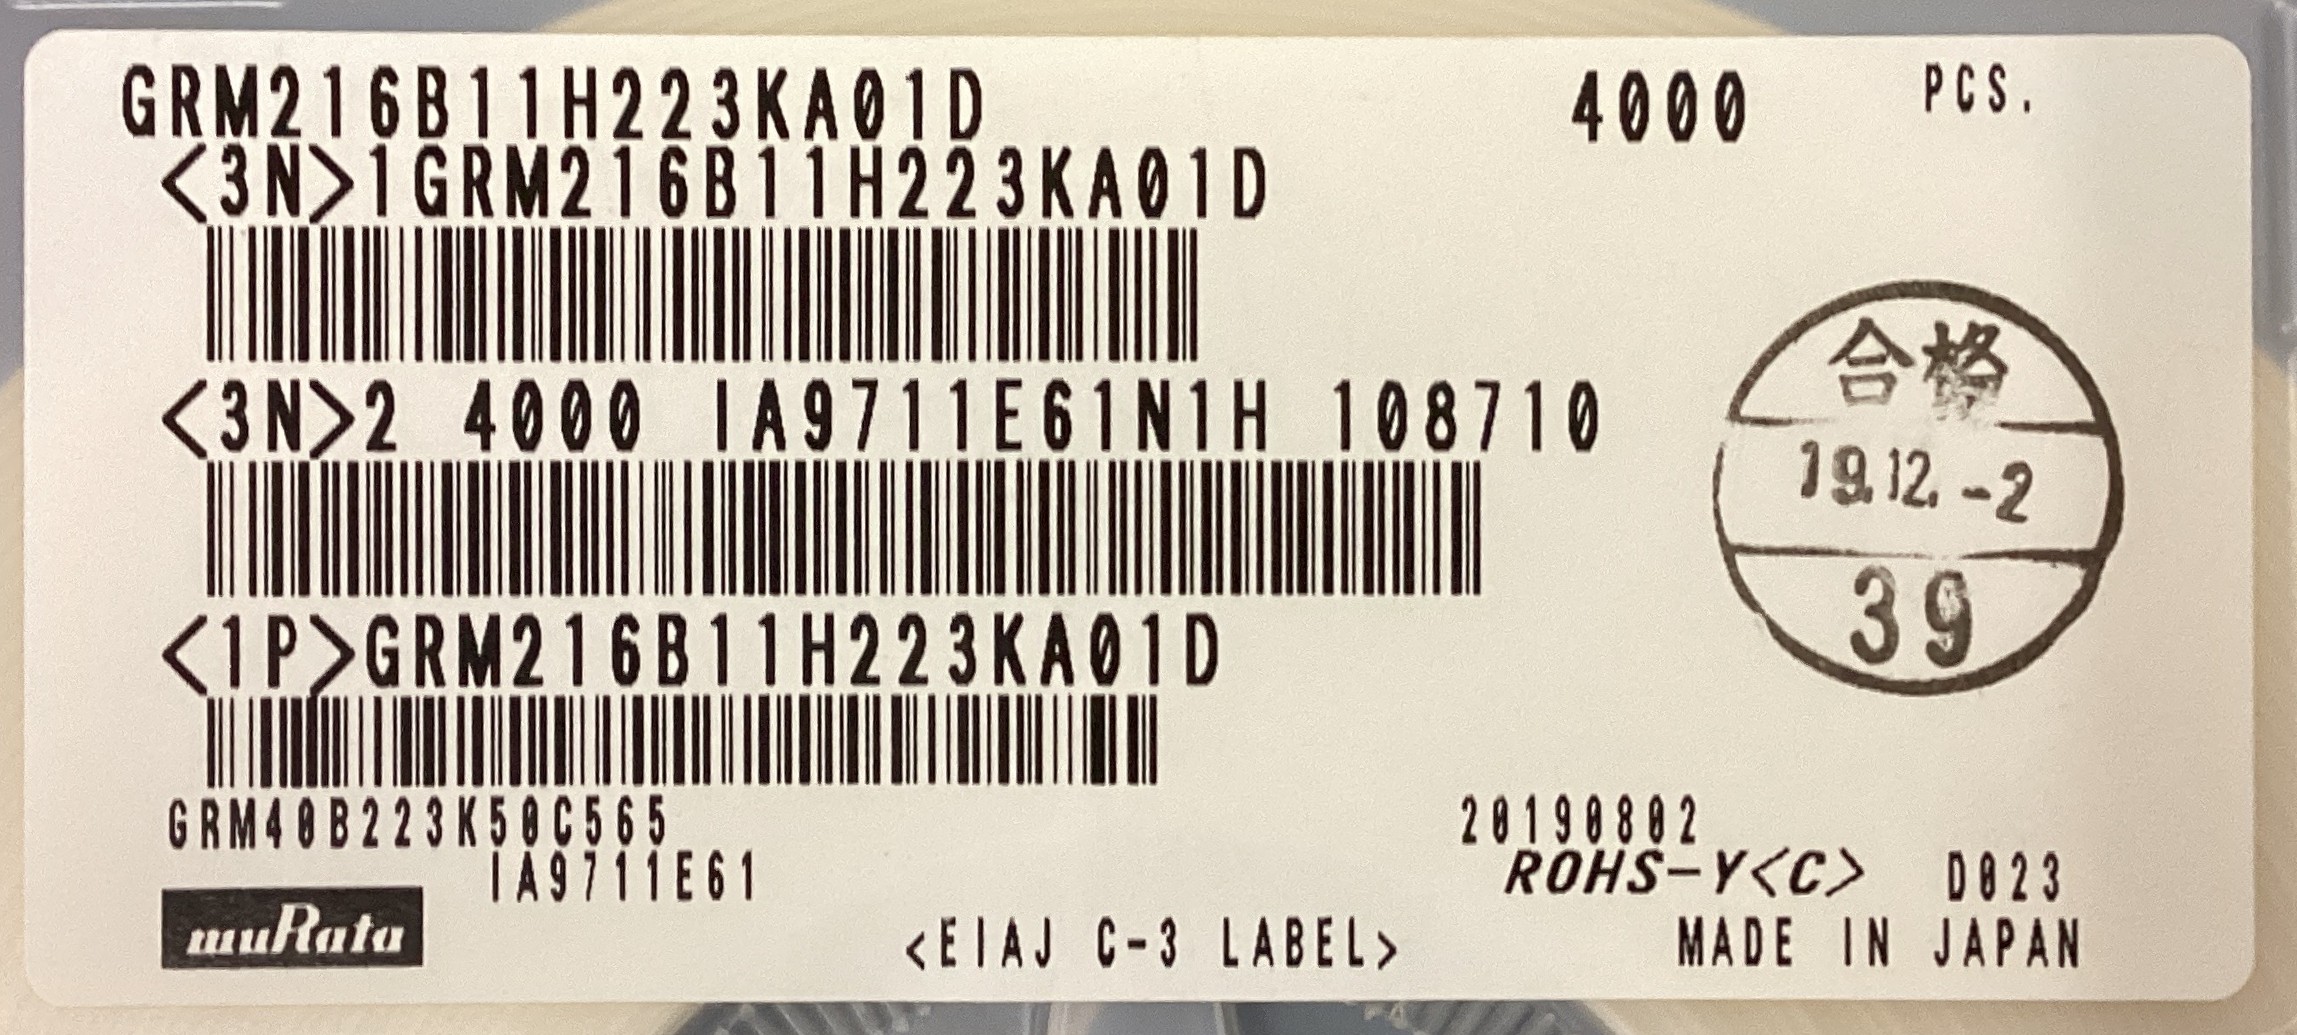 GRM216B11H223KA01D 4000 PCS.
<3N>1GRM216B11H223KA01D
<3N>2 4000 IA9711E61N1H 108710
合格
19.12.-2
39
<1P>GRM216B11H223KA01D
GRM40B223K50C565 20190802
IA9711E61 ROHS-Y<C> D023
muRata <EIAJ C-3 LABEL> MADE IN JAPAN